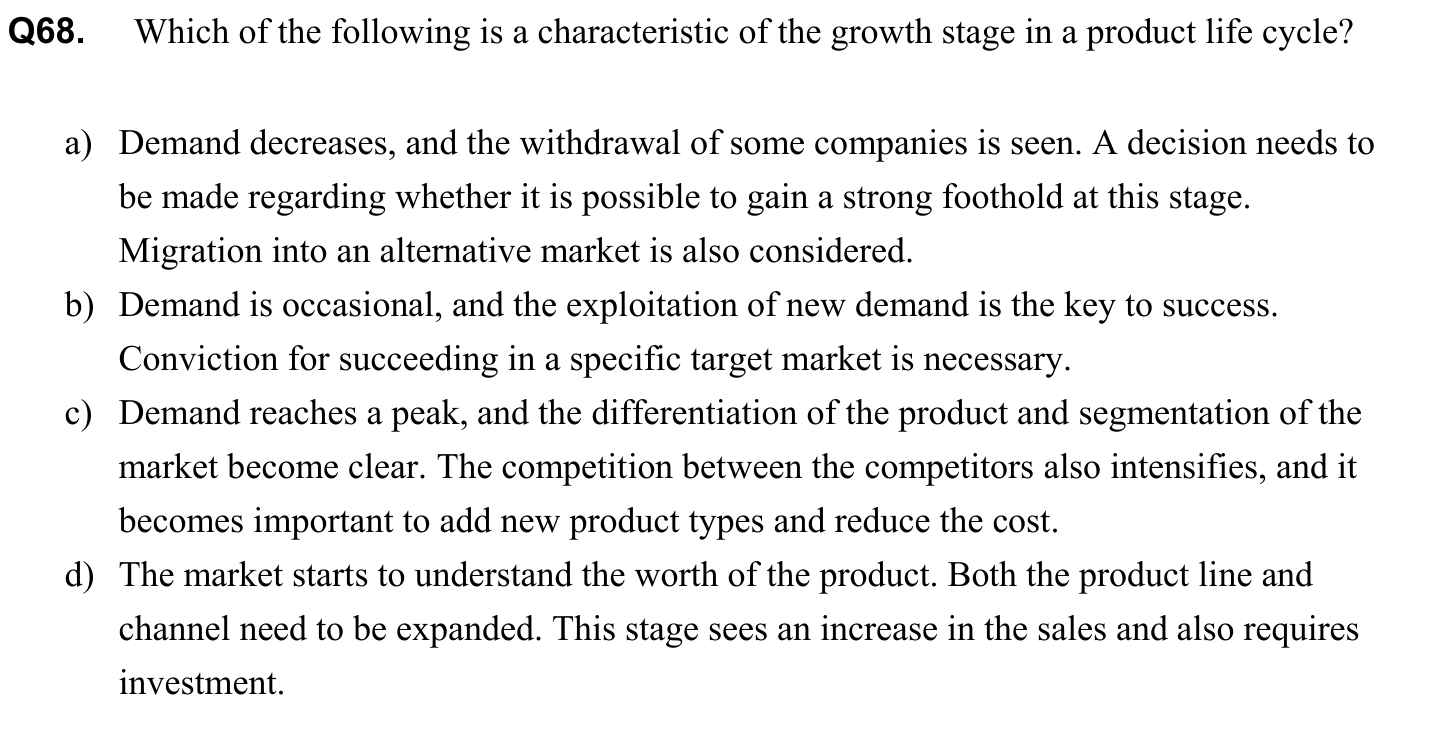 Q68. Which of the following is a characteristic of the growth stage in a product life cycle?
a) Demand decreases, and the withdrawal of some companies is seen. A decision needs to
be made regarding whether it is possible to gain a strong foothold at this stage.
Migration into an alternative market is also considered.
b) Demand is occasional, and the exploitation of new demand is the key to success.
Conviction for succeeding in a specific target market is necessary.
c) Demand reaches a peak, and the differentiation of the product and segmentation of the
market become clear. The competition between the competitors also intensifies, and it
becomes important to add new product types and reduce the cost.
d) The market starts to understand the worth of the product. Both the product line and
channel need to be expanded. This stage sees an increase in the sales and also requires
investment.